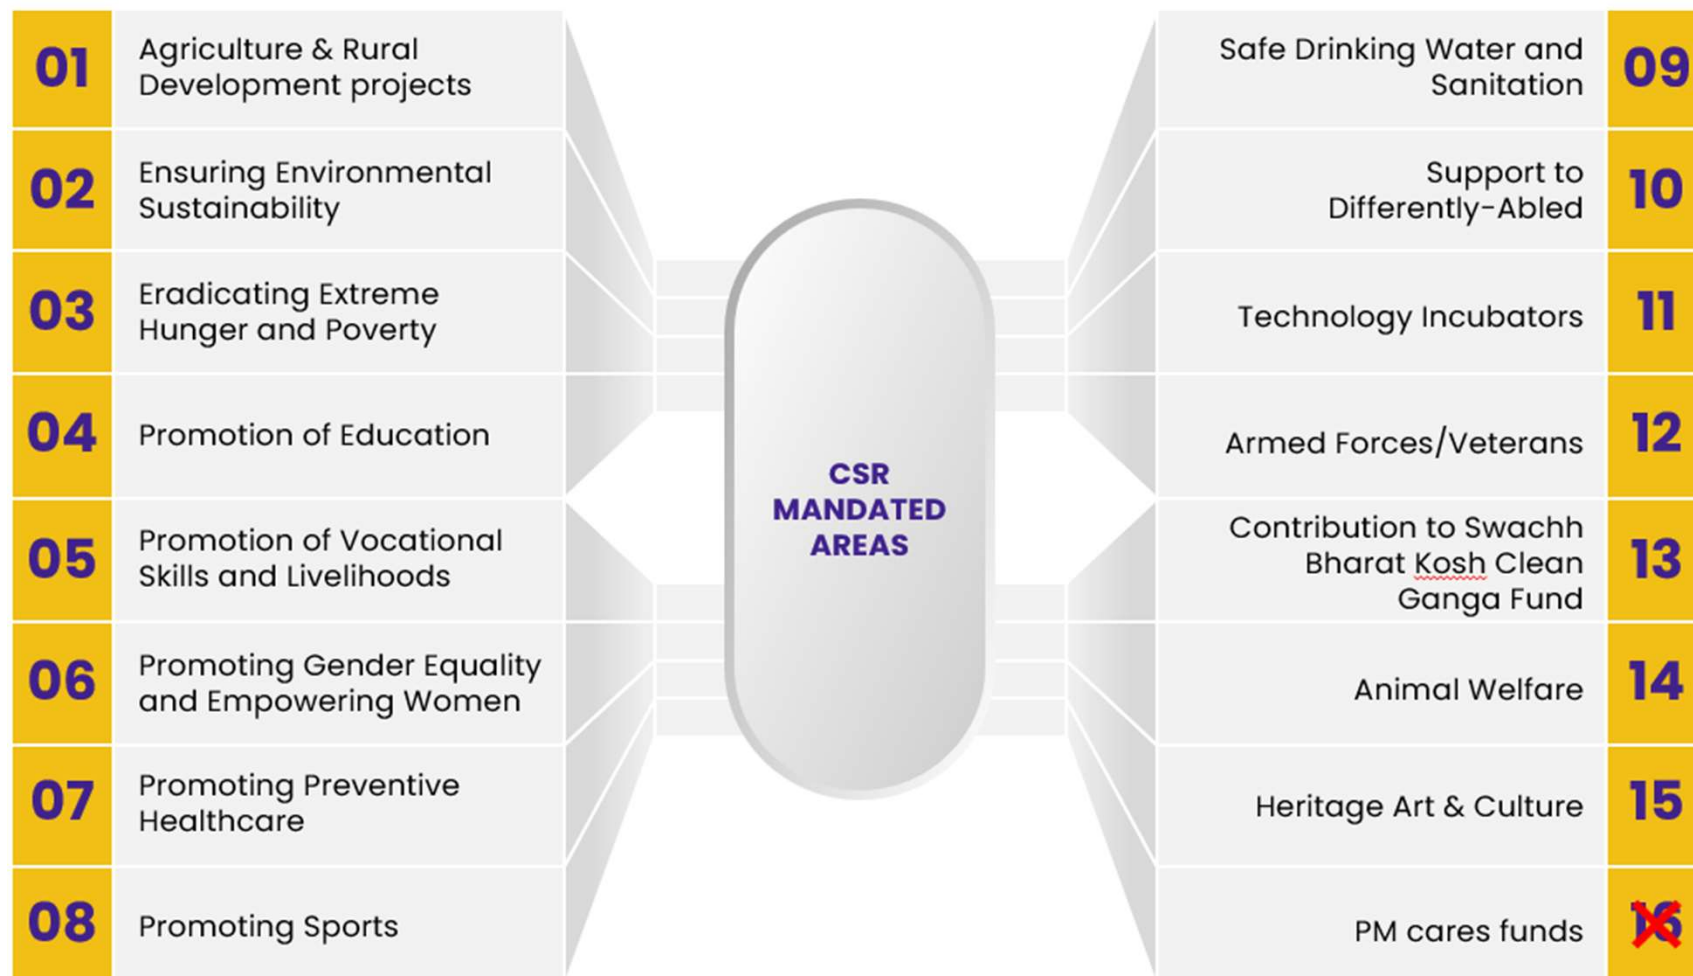 01
Agriculture & Rural
Development projects
02
Ensuring Environmental
Sustainability
03
Eradicating Extreme
Hunger and Poverty
04
Promotion of Education
05
Promotion of Vocational
Skills and Livelihoods
06
Promoting Gender Equality
and Empowering Women
07
Promoting Preventive
Healthcare
08
Promoting Sports
CSR
MANDATED
AREAS
Safe Drinking Water and
Sanitation
09
Support to
Differently-Abled
10
Technology Incubators
11
Armed Forces/Veterans
12
Contribution to Swachh
Bharat Kosh Clean
Ganga Fund
13
Animal Welfare
14
Heritage Art & Culture
15
PM cares funds
16